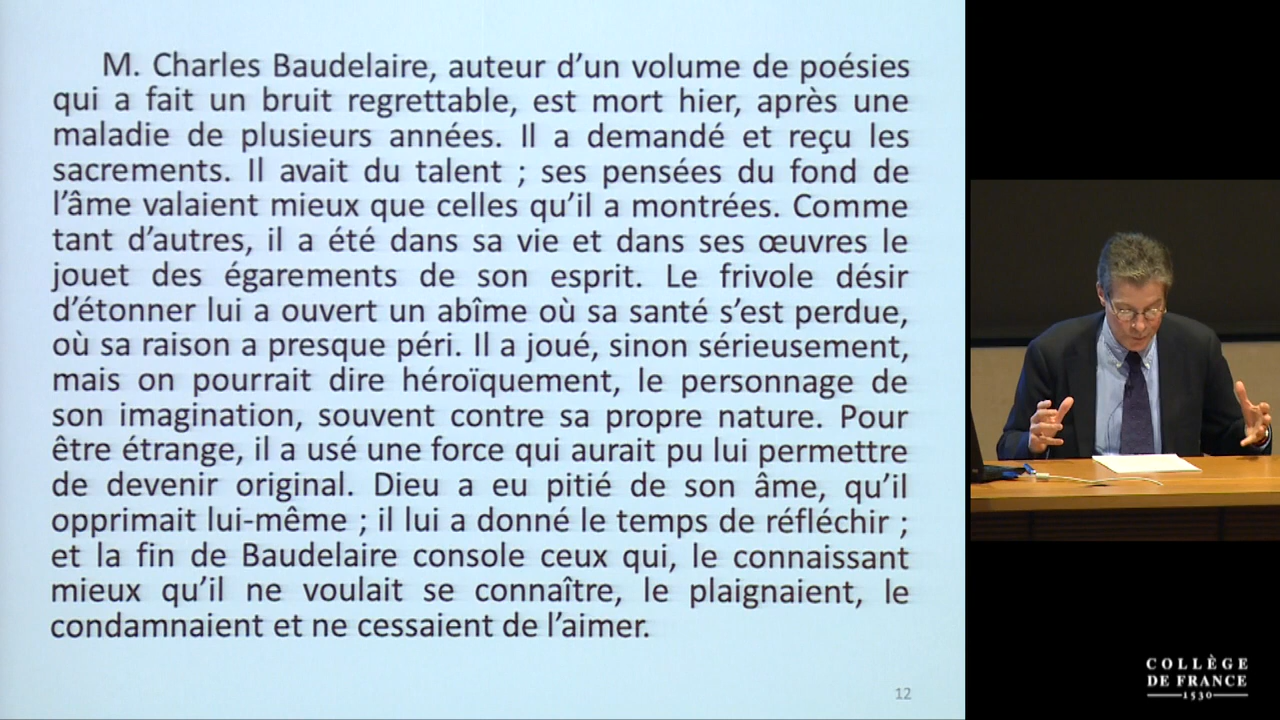 M. Charles Baudelaire, auteur d’un volume de poésies
qui a fait un bruit regrettable, est mort hier, après une
maladie de plusieurs années. Il a demandé et reçu les
sacrements. Il avait du talent ; ses pensées du fond de
l’âme valaient mieux que celles qu’il a montrées. Comme
tant d’autres, il a été dans sa vie et dans ses œuvres le
jouet des égarements de son esprit. Le frivole désir
d’étonner lui a ouvert un abîme où sa santé s’est perdue,
où sa raison a presque péri. Il a joué, sinon sérieusement,
mais on pourrait dire héroïquement, le personnage de
son imagination, souvent contre sa propre nature. Pour
être étrange, il a usé une force qui aurait pu lui permettre
de devenir original. Dieu a eu pitié de son âme, qu’il
opprimait lui-même ; il lui a donné le temps de réfléchir ;
et la fin de Baudelaire console ceux qui, le connaissant
mieux qu’il ne voulait se connaître, le plaignaient, le
condamnaient et ne cessaient de l’aimer.
12
COLLÈGE
DE FRANCE
1530